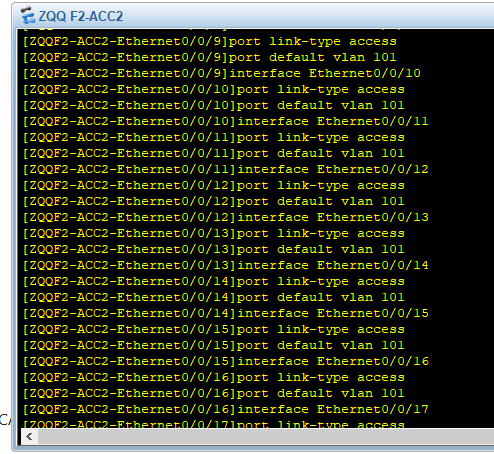 ZQQ F2-ACC2
[ZQQF2-ACC2-Ethernet0/0/9]port link-type access
[ZQQF2-ACC2-Ethernet0/0/9]port default vlan 101
[ZQQF2-ACC2-Ethernet0/0/9]interface Ethernet0/0/10
[ZQQF2-ACC2-Ethernet0/0/10]port link-type access
[ZQQF2-ACC2-Ethernet0/0/10]port default vlan 101
[ZQQF2-ACC2-Ethernet0/0/10]interface Ethernet0/0/11
[ZQQF2-ACC2-Ethernet0/0/11]port link-type access
[ZQQF2-ACC2-Ethernet0/0/11]port default vlan 101
[ZQQF2-ACC2-Ethernet0/0/11]interface Ethernet0/0/12
[ZQQF2-ACC2-Ethernet0/0/12]port link-type access
[ZQQF2-ACC2-Ethernet0/0/12]port default vlan 101
[ZQQF2-ACC2-Ethernet0/0/12]interface Ethernet0/0/13
[ZQQF2-ACC2-Ethernet0/0/13]port link-type access
[ZQQF2-ACC2-Ethernet0/0/13]port default vlan 101
[ZQQF2-ACC2-Ethernet0/0/13]interface Ethernet0/0/14
[ZQQF2-ACC2-Ethernet0/0/14]port link-type access
[ZQQF2-ACC2-Ethernet0/0/14]port default vlan 101
[ZQQF2-ACC2-Ethernet0/0/14]interface Ethernet0/0/15
[ZQQF2-ACC2-Ethernet0/0/15]port link-type access
[ZQQF2-ACC2-Ethernet0/0/15]port default vlan 101
[ZQQF2-ACC2-Ethernet0/0/15]interface Ethernet0/0/16
[ZQQF2-ACC2-Ethernet0/0/16]port link-type access
[ZQQF2-ACC2-Ethernet0/0/16]port default vlan 101
[ZQQF2-ACC2-Ethernet0/0/16]interface Ethernet0/0/17
[ZQQF2-ACC2-Ethernet0/0/17]port link-type access